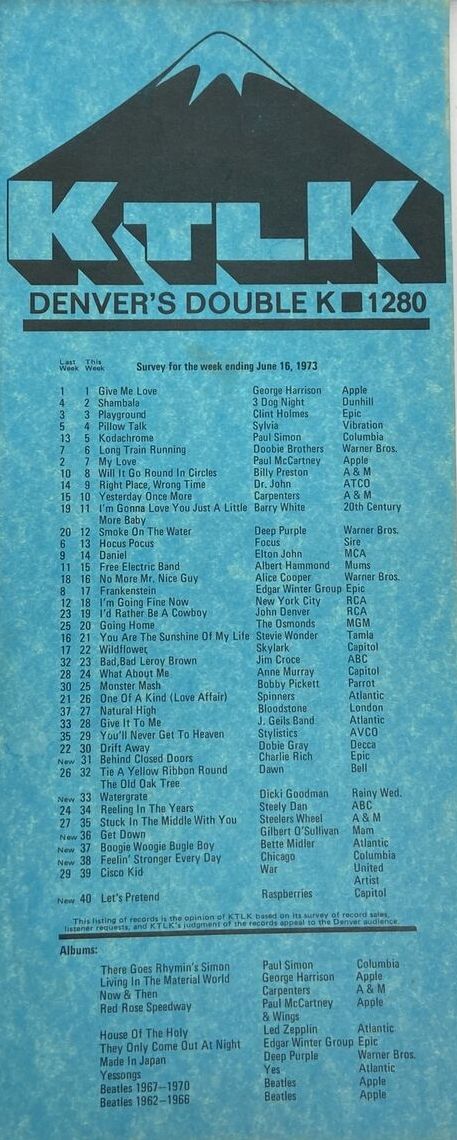 KTLK
DENVER'S DOUBLE K ■ 1280
Last Week This Week Survey for the week ending June 16, 1973
1 1 Give Me Love George Harrison Apple
4 2 Shambala 3 Dog Night Dunhill
3 3 Playground Clint Holmes Epic
5 4 Pillow Talk Sylvia Vibration
13 5 Kodachrome Paul Simon Columbia
7 6 Long Train Running Doobie Brothers Warner Bros.
2 7 My Love Paul McCartney Apple
10 8 Will It Go Round In Circles Billy Preston A & M
14 9 Right Place, Wrong Time Dr. John ATCO
15 10 Yesterday Once More Carpenters A & M
19 11 I'm Gonna Love You Just A Little Barry White 20th Century
More Baby
20 12 Smoke On The Water Deep Purple Warner Bros.
6 13 Hocus Pocus Focus Sire
9 14 Daniel Elton John MCA
11 15 Free Electric Band Albert Hammond Mums
18 16 No More Mr. Nice Guy Alice Cooper Warner Bros.
8 17 Frankenstein Edgar Winter Group Epic
12 18 I'm Going Fine Now New York City RCA
23 19 I'd Rather Be A Cowboy John Denver RCA
25 20 Going Home The Osmonds MGM
16 21 You Are The Sunshine Of My Life Stevie Wonder Tamla
17 22 Wildflower, Skylark Capitol
32 23 Bad,Bad Leroy Brown Jim Croce ABC
28 24 What About Me Anne Murray Capitol
30 25 Monster Mash Bobby Pickett Parrot
21 26 One Of A Kind (Love Affair) Spinners Atlantic
37 27 Natural High Bloodstone London
33 28 Give It To Me J. Geils Band Atlantic
35 29 You'll Never Get To Heaven Stylistics AVCO
22 30 Drift Away Dobie Gray Decca
New 31 Behind Closed Doors Charlie Rich Epic
26 32 Tie A Yellow Ribbon Round Dawn Bell
The Old Oak Tree
New 33 Watergrate Dicki Goodman Rainy Wed.
24 34 Reeling In The Years Steely Dan ABC
27 35 Stuck In The Middle With You Steelers Wheel A & M
New 36 Get Down Gilbert O'Sullivan Mam
New 37 Boogie Woogie Bugle Boy Bette Midler Atlantic
New 38 Feelin' Stronger Every Day Chicago Columbia
29 39 Cisco Kid War United
Artist
New 40 Let's Pretend Raspberries Capitol
This listing of records is the opinion of KTLK based on its survey of record sales,
listener requests, and KTLK's judgment of the records appeal to the Denver audience.
Albums:
There Goes Rhymin's Simon Paul Simon Columbia
Living In The Material World George Harrison Apple
Now & Then Carpenters A & M
Red Rose Speedway Paul McCartney Apple
& Wings
House Of The Holy Led Zepplin Atlantic
They Only Come Out At Night Edgar Winter Group Epic
Made In Japan Deep Purple Warner Bros.
Yessongs Yes Atlantic
Beatles 1967–1970 Beatles Apple
Beatles 1962–1966 Beatles Apple